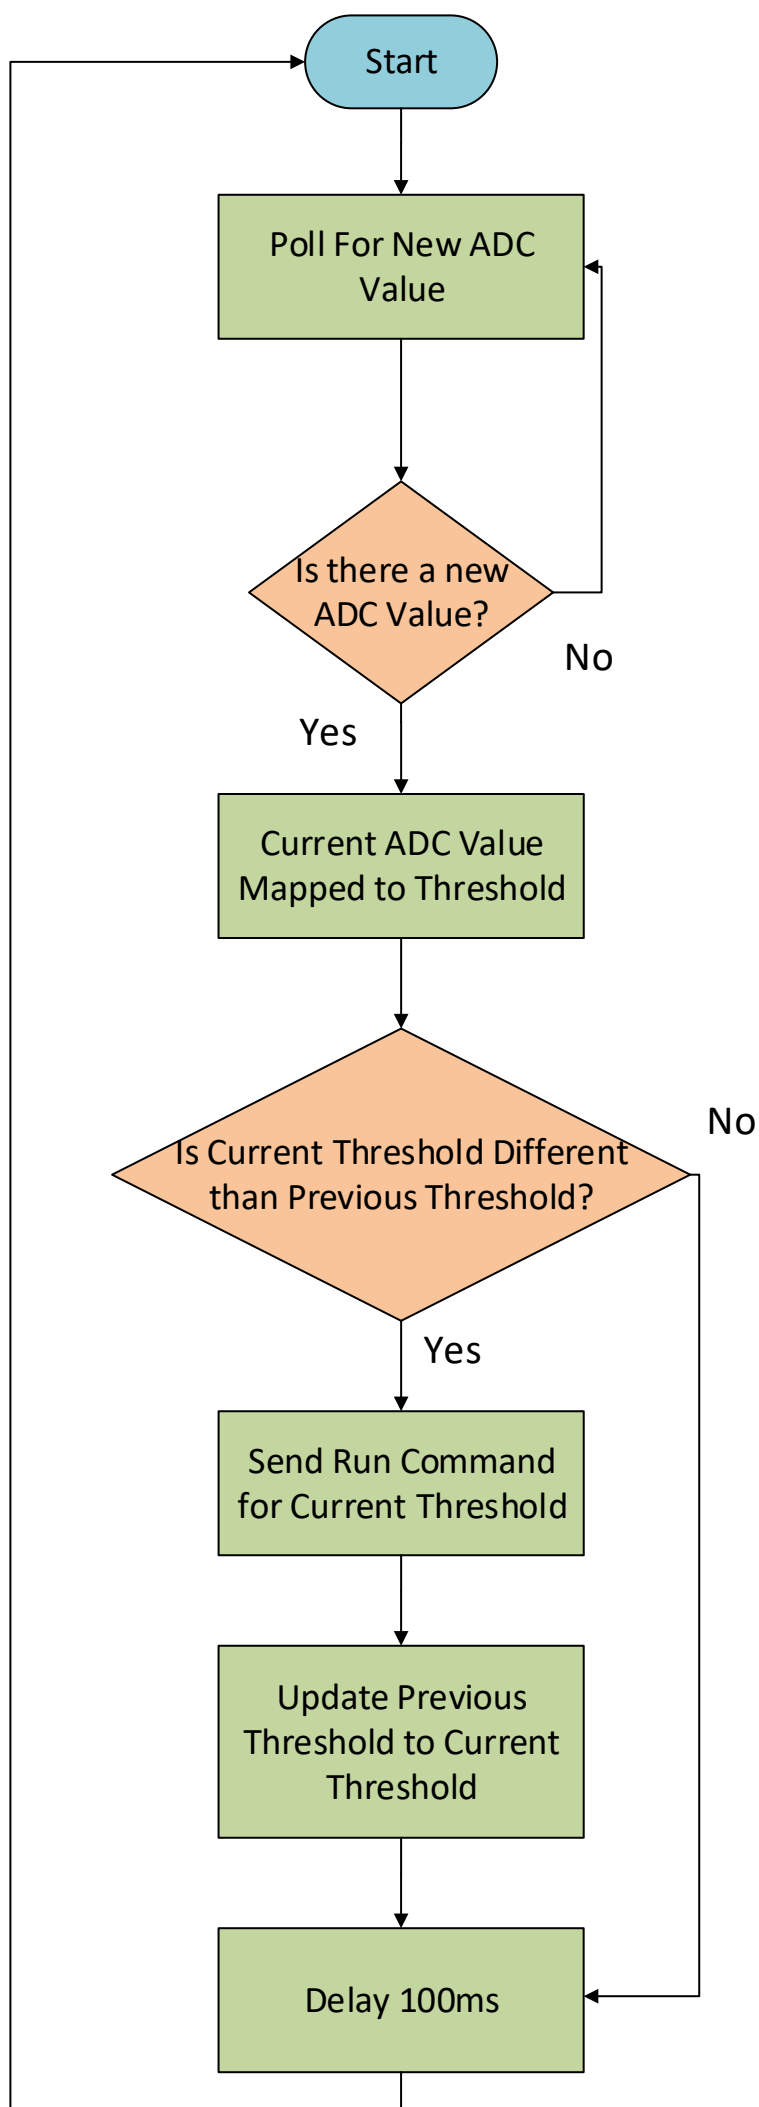 Start
Poll For New ADC
Value
Is there a new
ADC Value?
No
Yes
Current ADC Value
Mapped to Threshold
No
Is Current Threshold Different
than Previous Threshold?
Yes
Send Run Command
for Current Threshold
Update Previous
Threshold to Current
Threshold
Delay 100ms